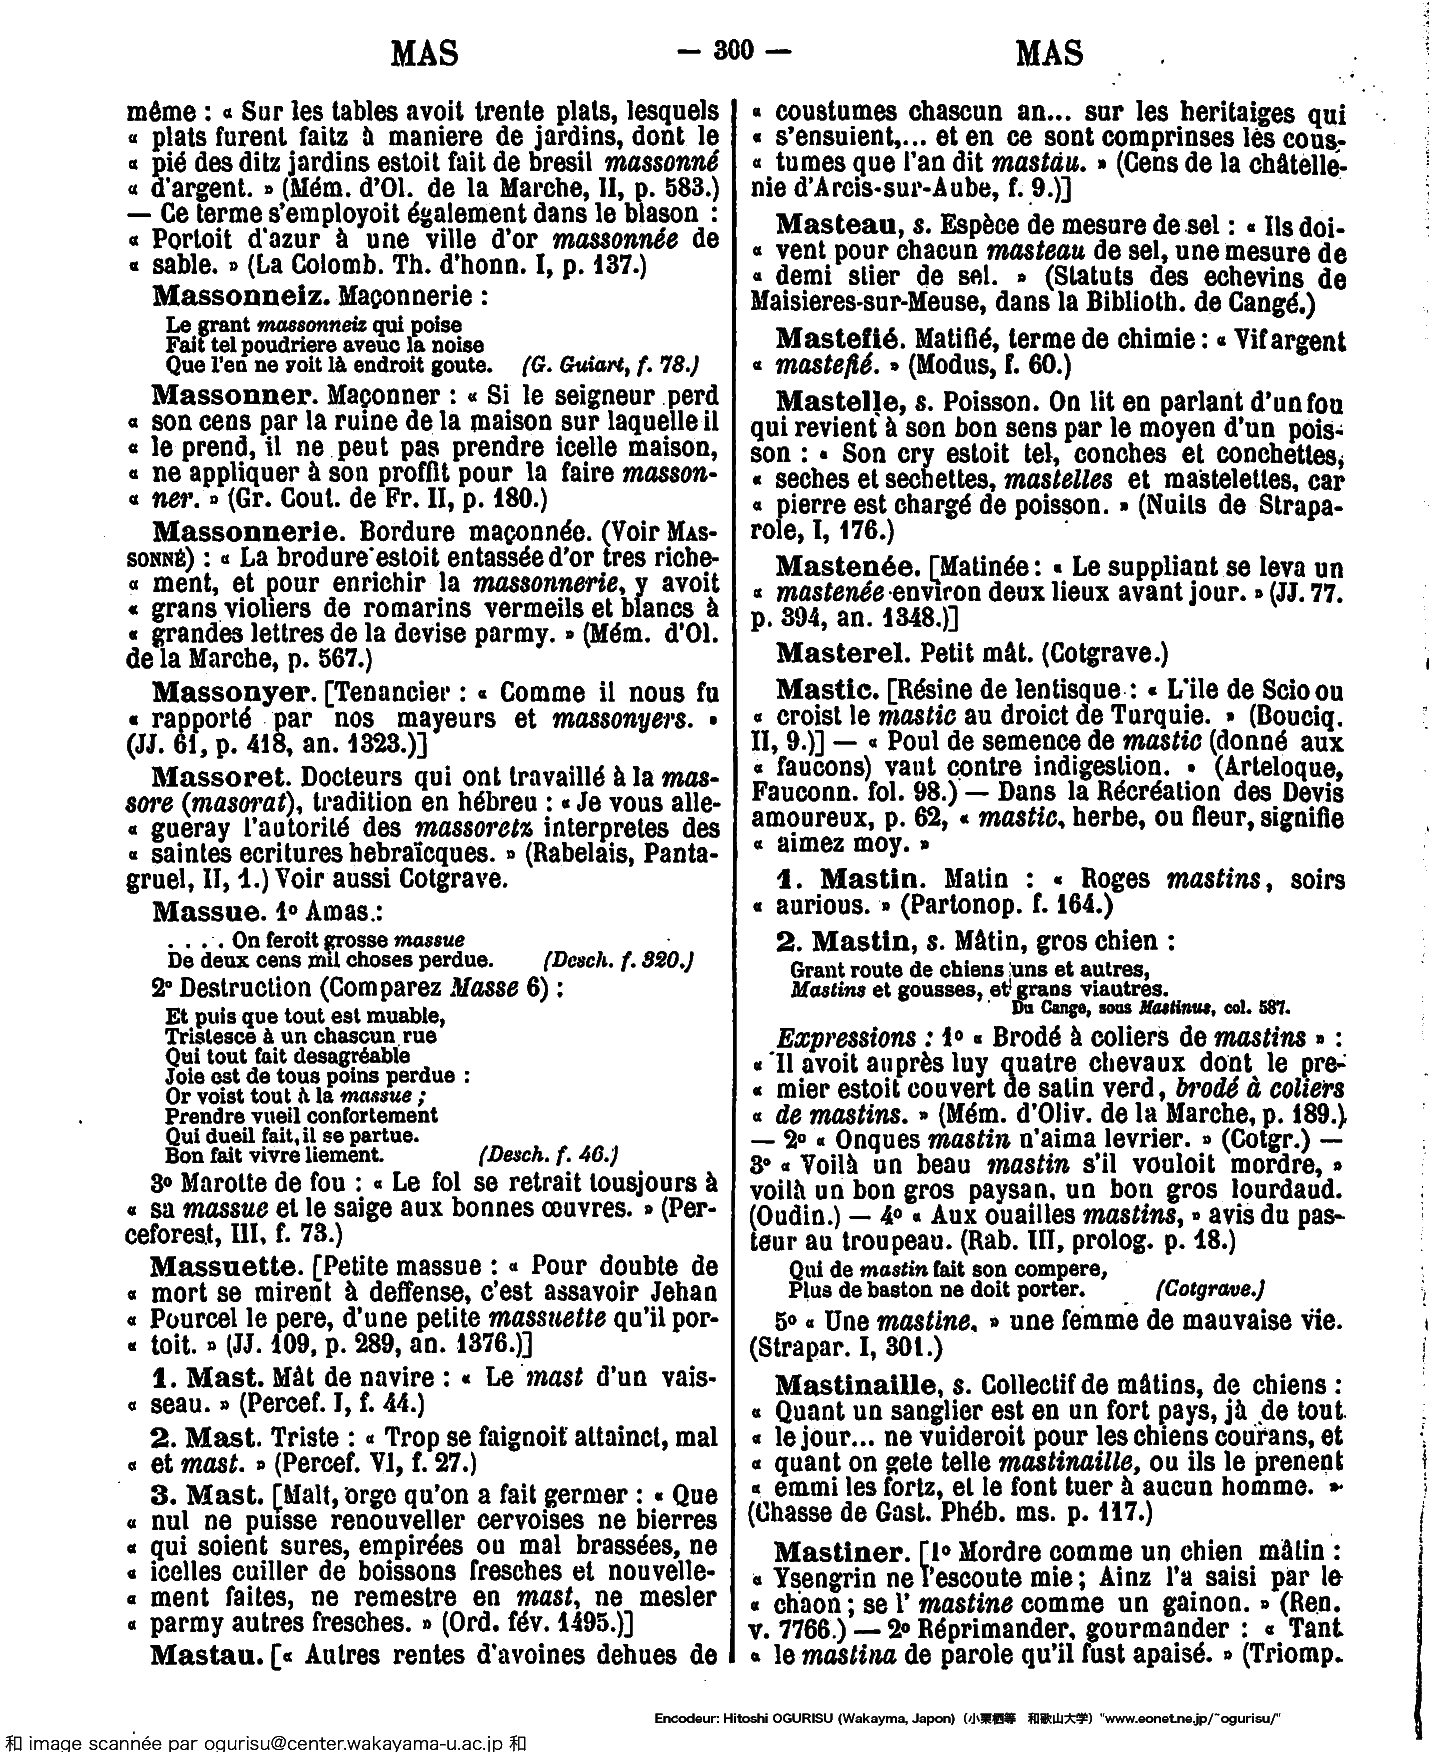 MAS — 300 — MAS
même : « Sur les tables avoit trente plats, lesquels
« plats furent faitz à maniere de jardins, dont le
« pié des ditz jardins estoit fait de bresil massonné
« d'argent. » (Mém. d'Ol. de la Marche, II, p. 583.)
— Ce terme s'employoit également dans le blason :
« Portoit d'azur à une ville d'or massonnée de
« sable. » (La Colomb. Th. d'honn. I, p. 137.)
Massonneiz. Maçonnerie :
Le grant massonneiz qui poise
Fait tel poudriere aveuc la noise
Que l'en ne voit là endroit goute. (G. Guiart, f. 78.)
Massonner. Maçonner : « Si le seigneur perd
« son cens par la ruine de la maison sur laquelle il
« le prend, il ne peut pas prendre icelle maison,
« ne appliquer à son proffit pour la faire masson-
« ner. » (Gr. Cout. de Fr. II, p. 180.)
Massonnerie. Bordure maçonnée. (Voir MAS-
SONNÉ) : « La brodure estoit entassée d'or tres riche-
« ment, et pour enrichir la massonnerie, y avoit
« grans violiers de romarins vermeils et blancs à
« grandes lettres de la devise parmy. » (Mém. d'Ol.
de la Marche, p. 567.)
Massonyer. [Tenancier : « Comme il nous fu
« rapporté par nos mayeurs et massonyers. »
(JJ. 61, p. 418, an. 1323.)]
Massoret. Docteurs qui ont travaillé à la mas-
sore (masorat), tradition en hébreu : « Je vous alle-
« gueray l'autorité des massoretz interpretes des
« saintes ecritures hebraïcques. » (Rabelais, Panta-
gruel, II, 1.) Voir aussi Cotgrave.
Massue. 1º Amas :
. . . . On feroit grosse massue
De deux cens mil choses perdue. (Desch. f. 320.)
2º Destruction (Comparez Masse 6) :
Et puis que tout est muable,
Tristesce à un chascun rue
Qui tout fait desagréable
Joie est de tous poins perdue :
Or voist tout à la massue ;
Prendre vueil confortement
Qui dueil fait, il se partue.
Bon fait vivre liement. (Desch. f. 46.)
3º Marotte de fou : « Le fol se retrait tousjours à
« sa massue et le saige aux bonnes œuvres. » (Per-
ceforest, III, f. 73.)
Massuette. [Petite massue : « Pour doubte de
« mort se mirent à deffense, c'est assavoir Jehan
« Pourcel le pere, d'une petite massuette qu'il por-
« toit. » (JJ. 109, p. 289, an. 1376.)]
1. Mast. Mât de navire : « Le mast d'un vais-
« seau. » (Percef. I, f. 44.)
2. Mast. Triste : « Trop se faignoit attainct, mal
« et mast. » (Percef. VI, f. 27.)
3. Mast. [Malt, orge qu'on a fait germer : « Que
« nul ne puisse renouveller cervoises ne bierres
« qui soient sures, empirées ou mal brassées, ne
« icelles cuiller de boissons fresches et nouvelle-
« ment faites, ne remestre en mast, ne mesler
« parmy autres fresches. » (Ord. fév. 1495.)]
Mastau. [« Autres rentes d'avoines dehues de
« coustumes chascun an... sur les heritaiges qui
« s'ensuient,... et en ce sont comprinses les cous-
« tumes que l'an dit mastau. » (Cens de la châtelle-
nie d'Arcis-sur-Aube, f. 9.)]
Masteau, s. Espèce de mesure de sel : « Ils doi-
« vent pour chacun masteau de sel, une mesure de
« demi stier de sel. » (Statuts des echevins de
Maisieres-sur-Meuse, dans la Biblioth. de Cangé.)
Mastefié. Matifié, terme de chimie : « Vif argent
« mastefié. » (Modus, f. 60.)
Mastelle, s. Poisson. On lit en parlant d'un fou
qui revient à son bon sens par le moyen d'un pois-
son : « Son cry estoit tel, conches et conchettes,
« seches et sechettes, mastelles et mastelettes, car
« pierre est chargé de poisson. » (Nuits de Strapa-
role, I, 176.)
Mastenée. [Matinée : « Le suppliant se leva un
« mastenée environ deux lieux avant jour. » (JJ. 77.
p. 394, an. 1348.)]
Masterel. Petit mât. (Cotgrave.)
Mastic. [Résine de lentisque : « L'ile de Scio ou
« croist le mastic au droict de Turquie. » (Bouciq.
II, 9.)] — « Poul de semence de mastic (donné aux
« faucons) vaut contre indigestion. » (Arteloque,
Fauconn. fol. 98.) — Dans la Récréation des Devis
amoureux, p. 62, « mastic, herbe, ou fleur, signifie
« aimez moy. »
1. Mastin. Matin : « Roges mastins, soirs
« aurious. » (Partonop. f. 164.)
2. Mastin, s. Mâtin, gros chien :
Grant route de chiens uns et autres,
Mastins et gousses, et grans viautres.
Du Cange, sous Mastinus, col. 587.
Expressions : 1º « Brodé à coliers de mastins » :
« Il avoit auprès luy quatre chevaux dont le pre-
« mier estoit couvert de satin verd, brodé à coliers
« de mastins. » (Mém. d'Oliv. de la Marche, p. 189.)
— 2º « Onques mastin n'aima levrier. » (Cotgr.) —
3º « Voilà un beau mastin s'il vouloit mordre, »
voilà un bon gros paysan, un bon gros lourdaud.
(Oudin.) — 4º « Aux ouailles mastins, » avis du pas-
teur au troupeau. (Rab. III, prolog. p. 18.)
Qui de mastin fait son compere,
Plus de baston ne doit porter. (Cotgrave.)
5º « Une mastine, » une femme de mauvaise vie.
(Strapar. I, 301.)
Mastinaille, s. Collectif de mâtins, de chiens :
« Quant un sanglier est en un fort pays, jà de tout
« le jour... ne vuideroit pour les chiens courans, et
« quant on gete telle mastinaille, ou ils le prenent
« emmi les fortz, et le font tuer à aucun homme. »
(Chasse de Gast. Phéb. ms. p. 117.)
Mastiner. [1º Mordre comme un chien mâtin :
« Ysengrin ne l'escoute mie ; Ainz l'a saisi par le
« chaon ; se l' mastine comme un gainon. » (Ren.
v. 7766.) — 2º Réprimander, gourmander : « Tant
« le mastina de parole qu'il fust apaisé. » (Triomp.
Encodeur: Hitoshi OGURISU (Wakayma, Japon) (小栗栖等 和歌山大学) "www.eonet.ne.jp/~ogurisu/"
和 image scannée par ogurisu@center.wakayama-u.ac.jp 和